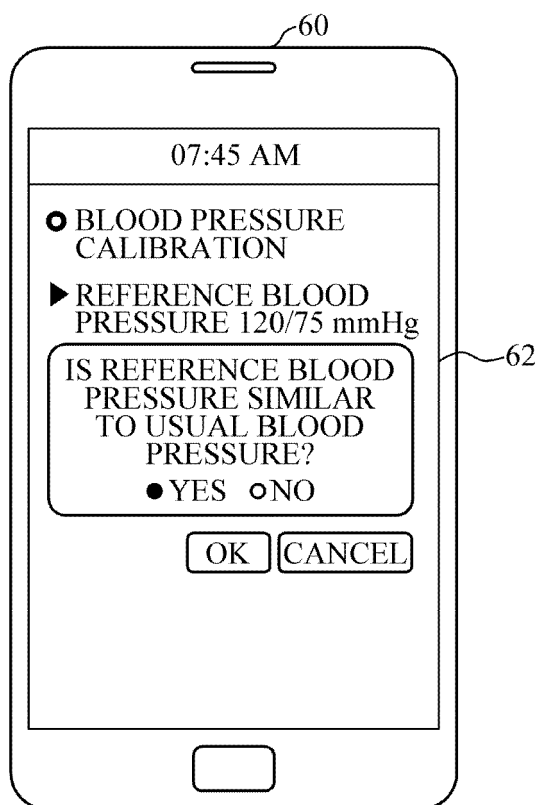 60
07:45 AM
BLOOD PRESSURE
CALIBRATION
REFERENCE BLOOD
PRESSURE 120/75 mmHg
62
IS REFERENCE BLOOD
PRESSURE SIMILAR
TO USUAL BLOOD
PRESSURE?
YES NO
OK CANCEL